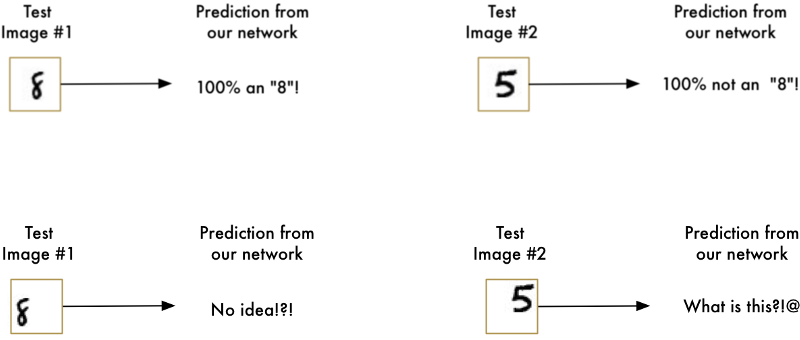 Test
Image #1
Prediction from
our network
8
100% an "8"!
Test
Image #2
Prediction from
our network
5
100% not an "8"!
Test
Image #1
Prediction from
our network
8
No idea!?!
Test
Image #2
Prediction from
our network
5
What is this?!@